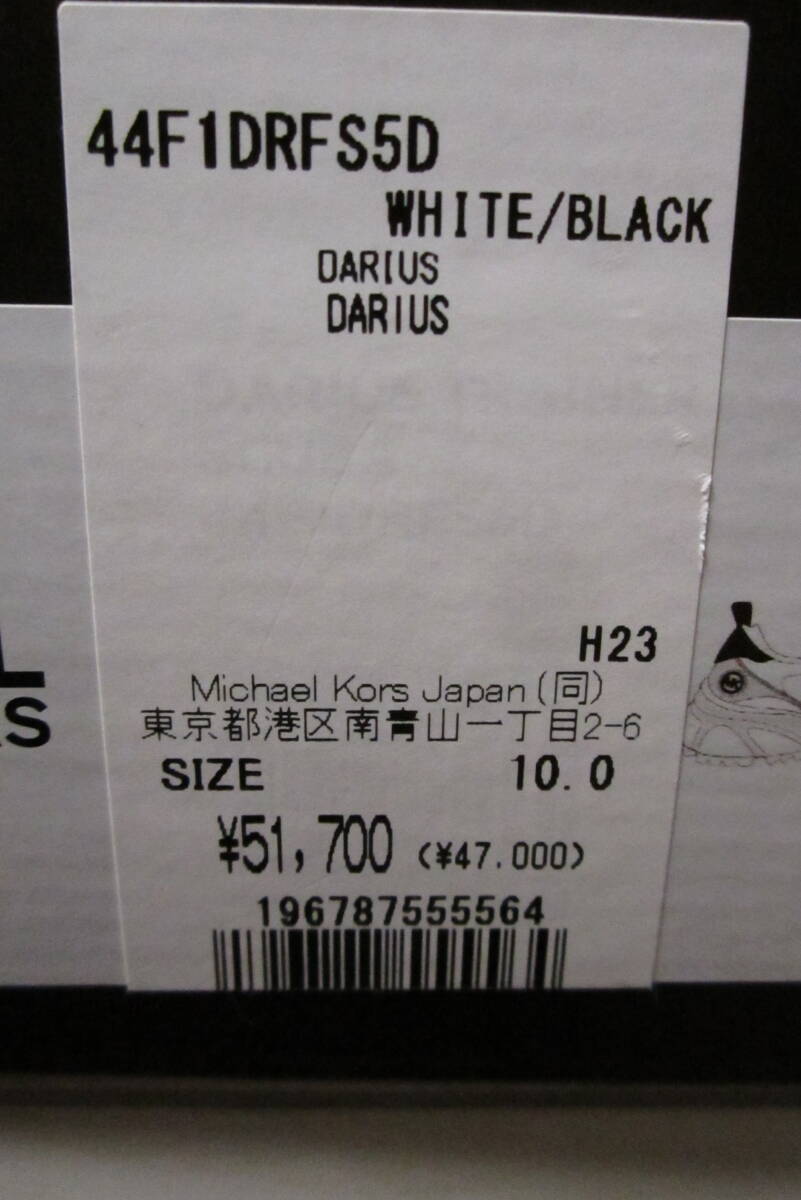 44F1DRFS5D
WHITE/BLACK
DARIUS
DARIUS
H23
Michael Kors Japan (同)
東京都港区南青山一丁目2-6
SIZE 10.0
¥51,700 (¥47.000)
196787555564